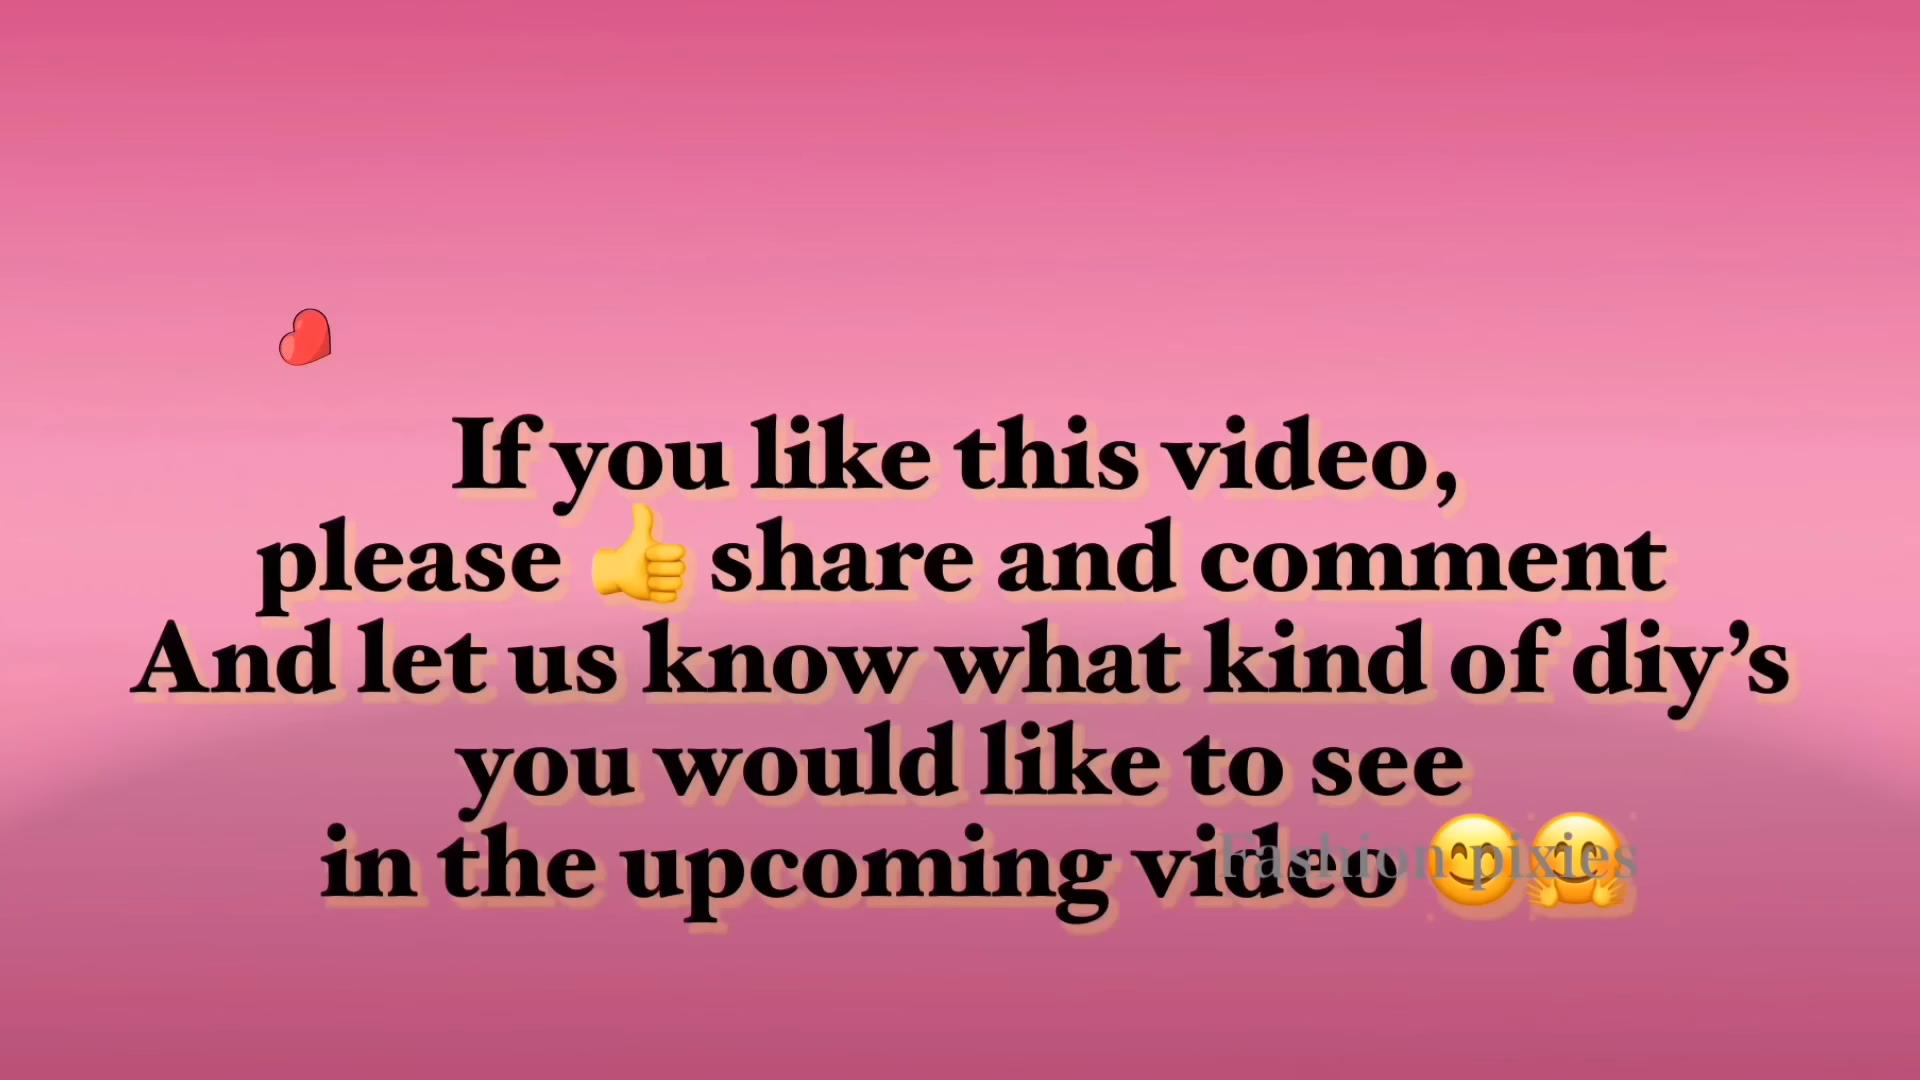 If you like this video,
please 👍 share and comment
And let us know what kind of diy’s
you would like to see
in the upcoming video 😊🤗
Fashion pixies